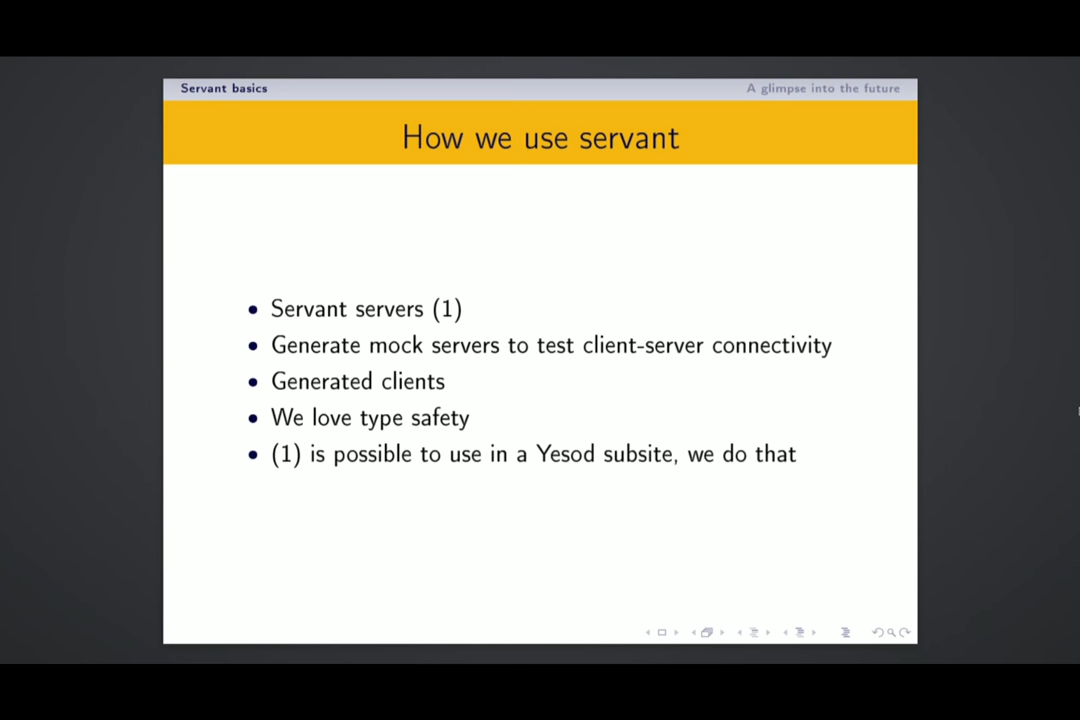 Servant basics
A glimpse into the future
How we use servant
• Servant servers (1)
• Generate mock servers to test client-server connectivity
• Generated clients
• We love type safety
• (1) is possible to use in a Yesod subsite, we do that